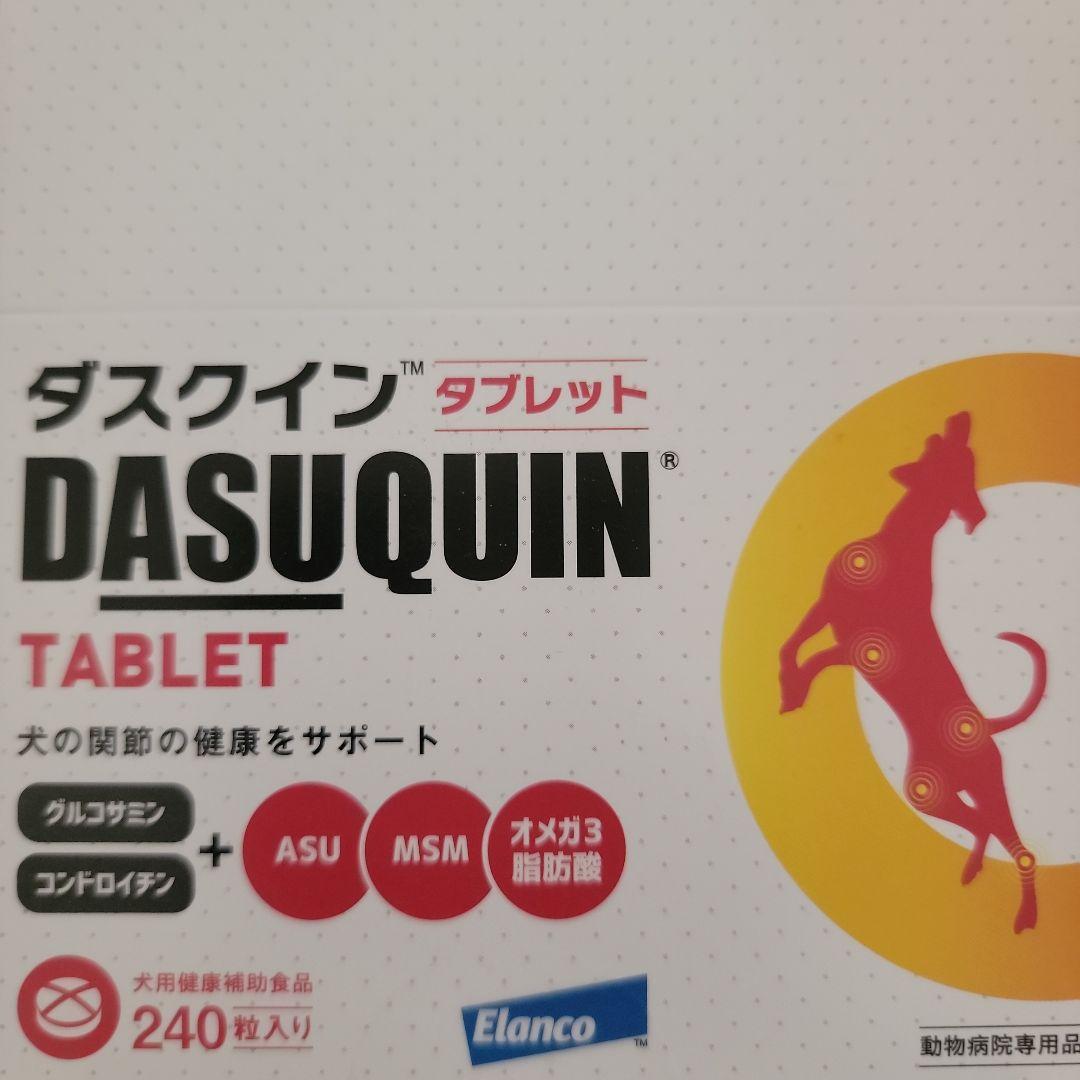 ダスクイン™ タブレット
DASUQUIN®
TABLET
犬の関節の健康をサポート
グルコサミン
コンドロイチン
+
ASU
MSM
オメガ3
脂肪酸
犬用健康補助食品
240粒入り
Elanco™
動物病院専用品